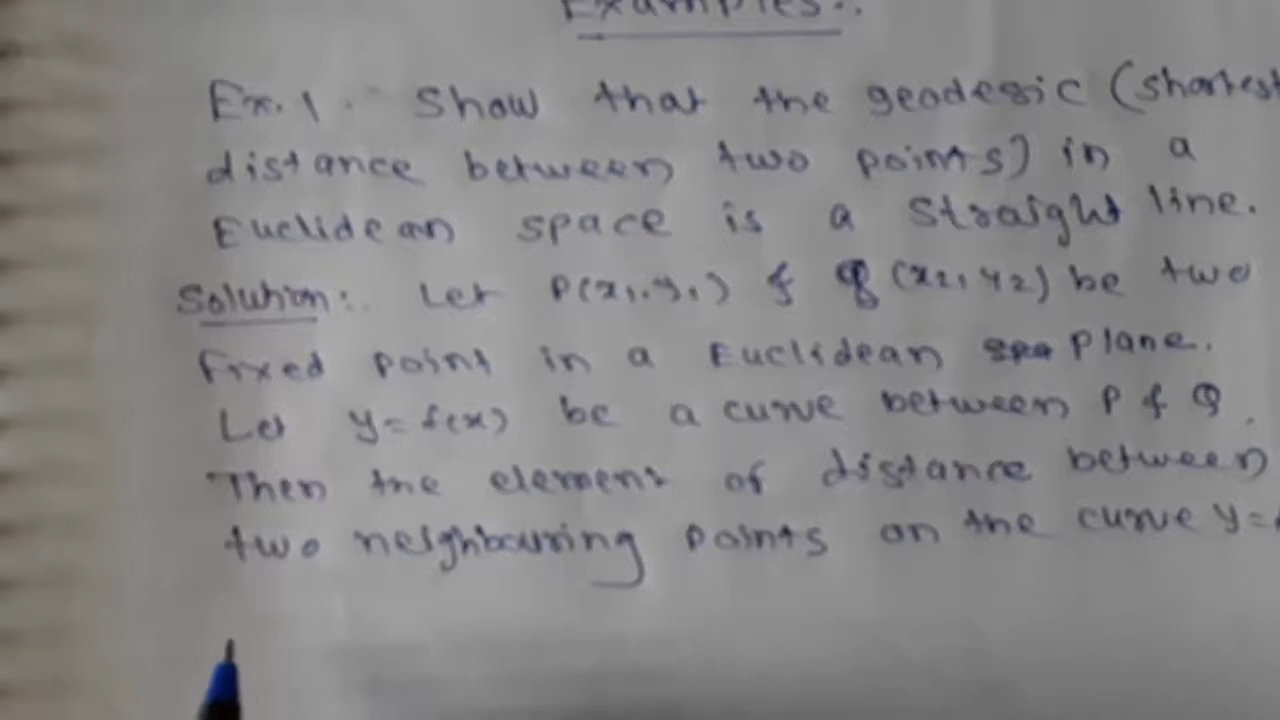 Examples:.
Ex. 1. Show that the geodesic (shortest
distance between two points) in a
Euclidean space is a straight line.
Solution:. Let P(x1, y1) & Q (x2, y2) be two
fixed point in a Euclidean plane.
Let y = f(x) be a curve between P & Q.
Then the element of distance between
two neighbouring points on the curve y =